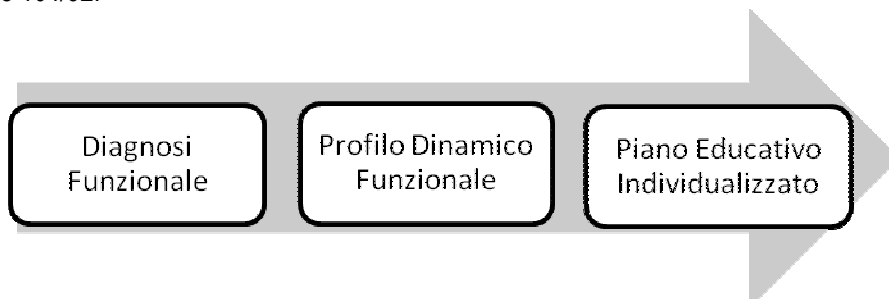 104/92.
Diagnosi
Funzionale
Profilo Dinamico
Funzionale
Piano Educativo
Individualizzato